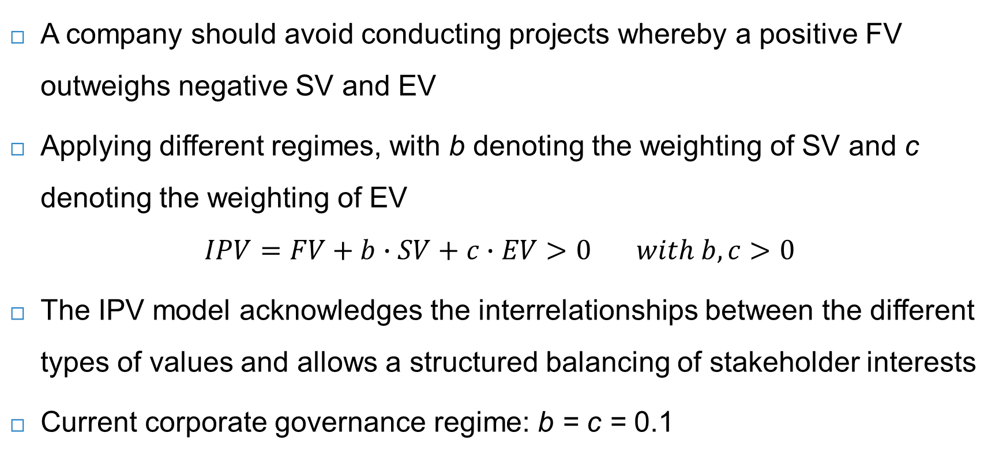 □ A company should avoid conducting projects whereby a positive FV
outweighs negative SV and EV
□ Applying different regimes, with b denoting the weighting of SV and c
denoting the weighting of EV
IPV = FV + b · SV + c · EV > 0 with b, c > 0
□ The IPV model acknowledges the interrelationships between the different
types of values and allows a structured balancing of stakeholder interests
□ Current corporate governance regime: b = c = 0.1